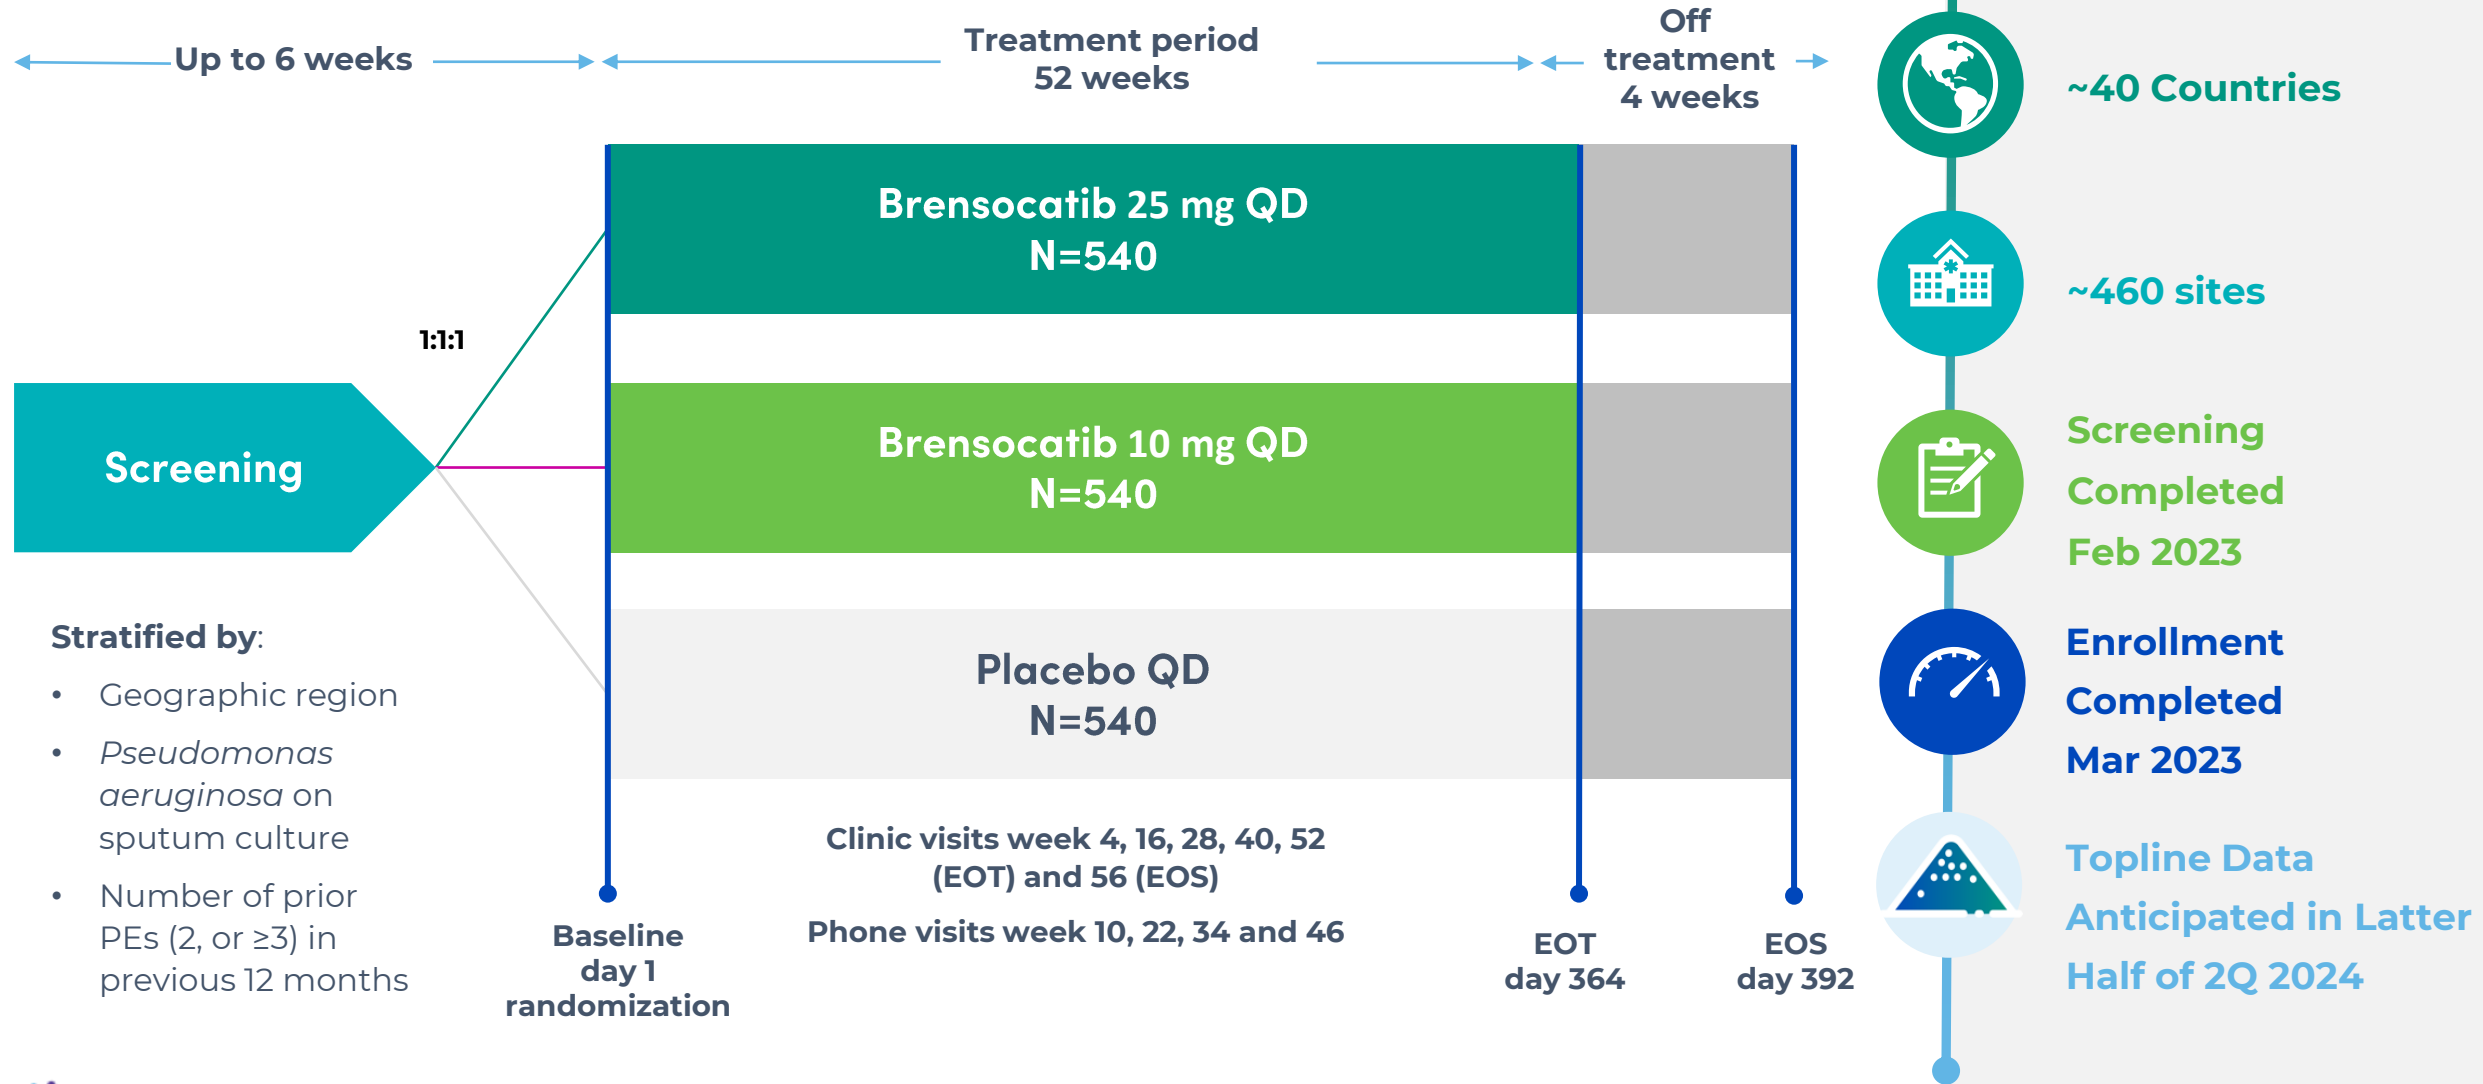 Up to 6 weeks
Treatment period
52 weeks
Off
treatment
4 weeks
Brensocatib 25 mg QD
N=540
1:1:1
Screening
Brensocatib 10 mg QD
N=540
Placebo QD
N=540
Stratified by:
• Geographic region
• Pseudomonas
aeruginosa on
sputum culture
• Number of prior
PEs (2, or ≥3) in
previous 12 months
Clinic visits week 4, 16, 28, 40, 52
(EOT) and 56 (EOS)
Phone visits week 10, 22, 34 and 46
Baseline
day 1
randomization
EOT
day 364
EOS
day 392
~40 Countries
~460 sites
Screening
Completed
Feb 2023
Enrollment
Completed
Mar 2023
Topline Data
Anticipated in Latter
Half of 2Q 2024